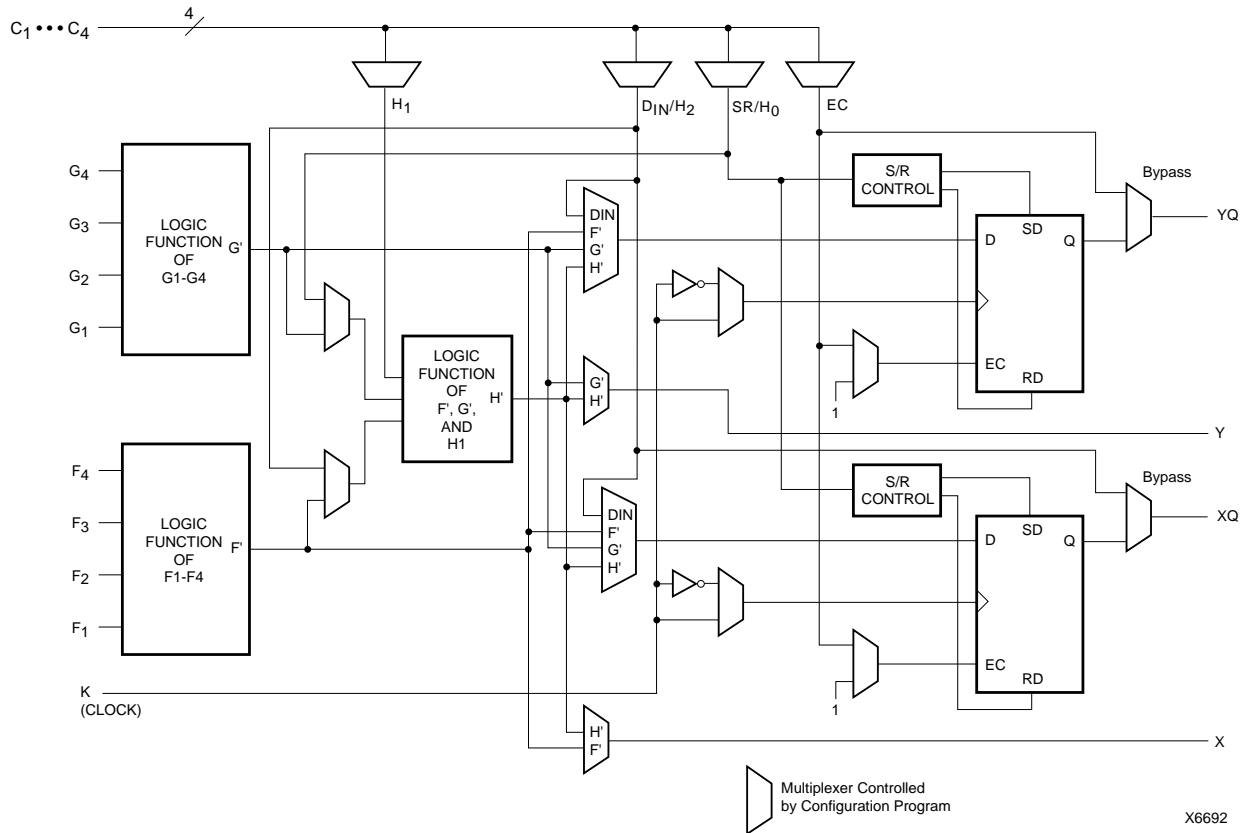 C1 ••• C4
4
H1
DIN/H2
SR/H0
EC
G4
G3
G2
G1
LOGIC
FUNCTION
OF
G1-G4
G'
DIN
F'
G'
H'
S/R
CONTROL
D
SD
Q
EC
RD
1
Bypass
YQ
LOGIC
FUNCTION
OF
F', G',
AND
H1
H'
G'
H'
Y
F4
F3
F2
F1
LOGIC
FUNCTION
OF
F1-F4
F'
DIN
F'
G'
H'
S/R
CONTROL
D
SD
Q
EC
RD
1
Bypass
XQ
K
(CLOCK)
H'
F'
X
Multiplexer Controlled
by Configuration Program
X6692